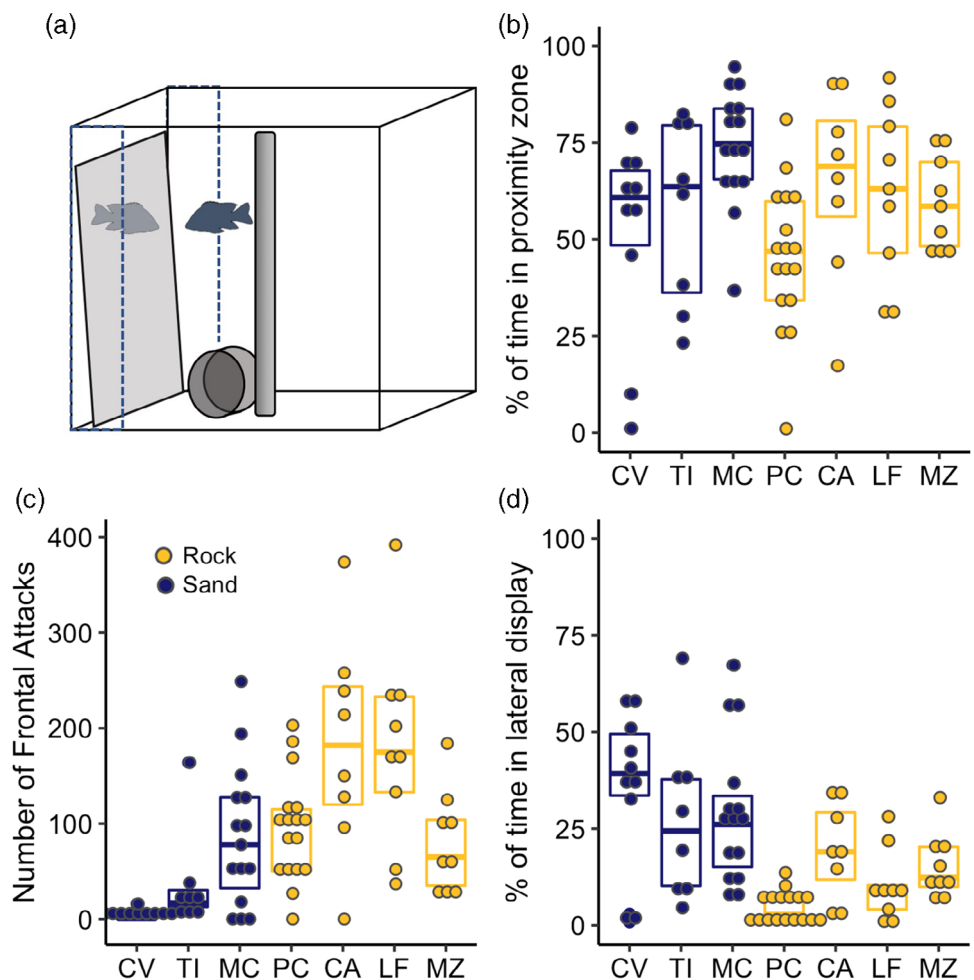 (a)
(b)
% of time in proximity zone
100
75
50
25
0
CV TI MC PC CA LF MZ
(c)
Number of Frontal Attacks
400
300
200
100
0
Rock
Sand
CV TI MC PC CA LF MZ
(d)
% of time in lateral display
100
75
50
25
0
CV TI MC PC CA LF MZ